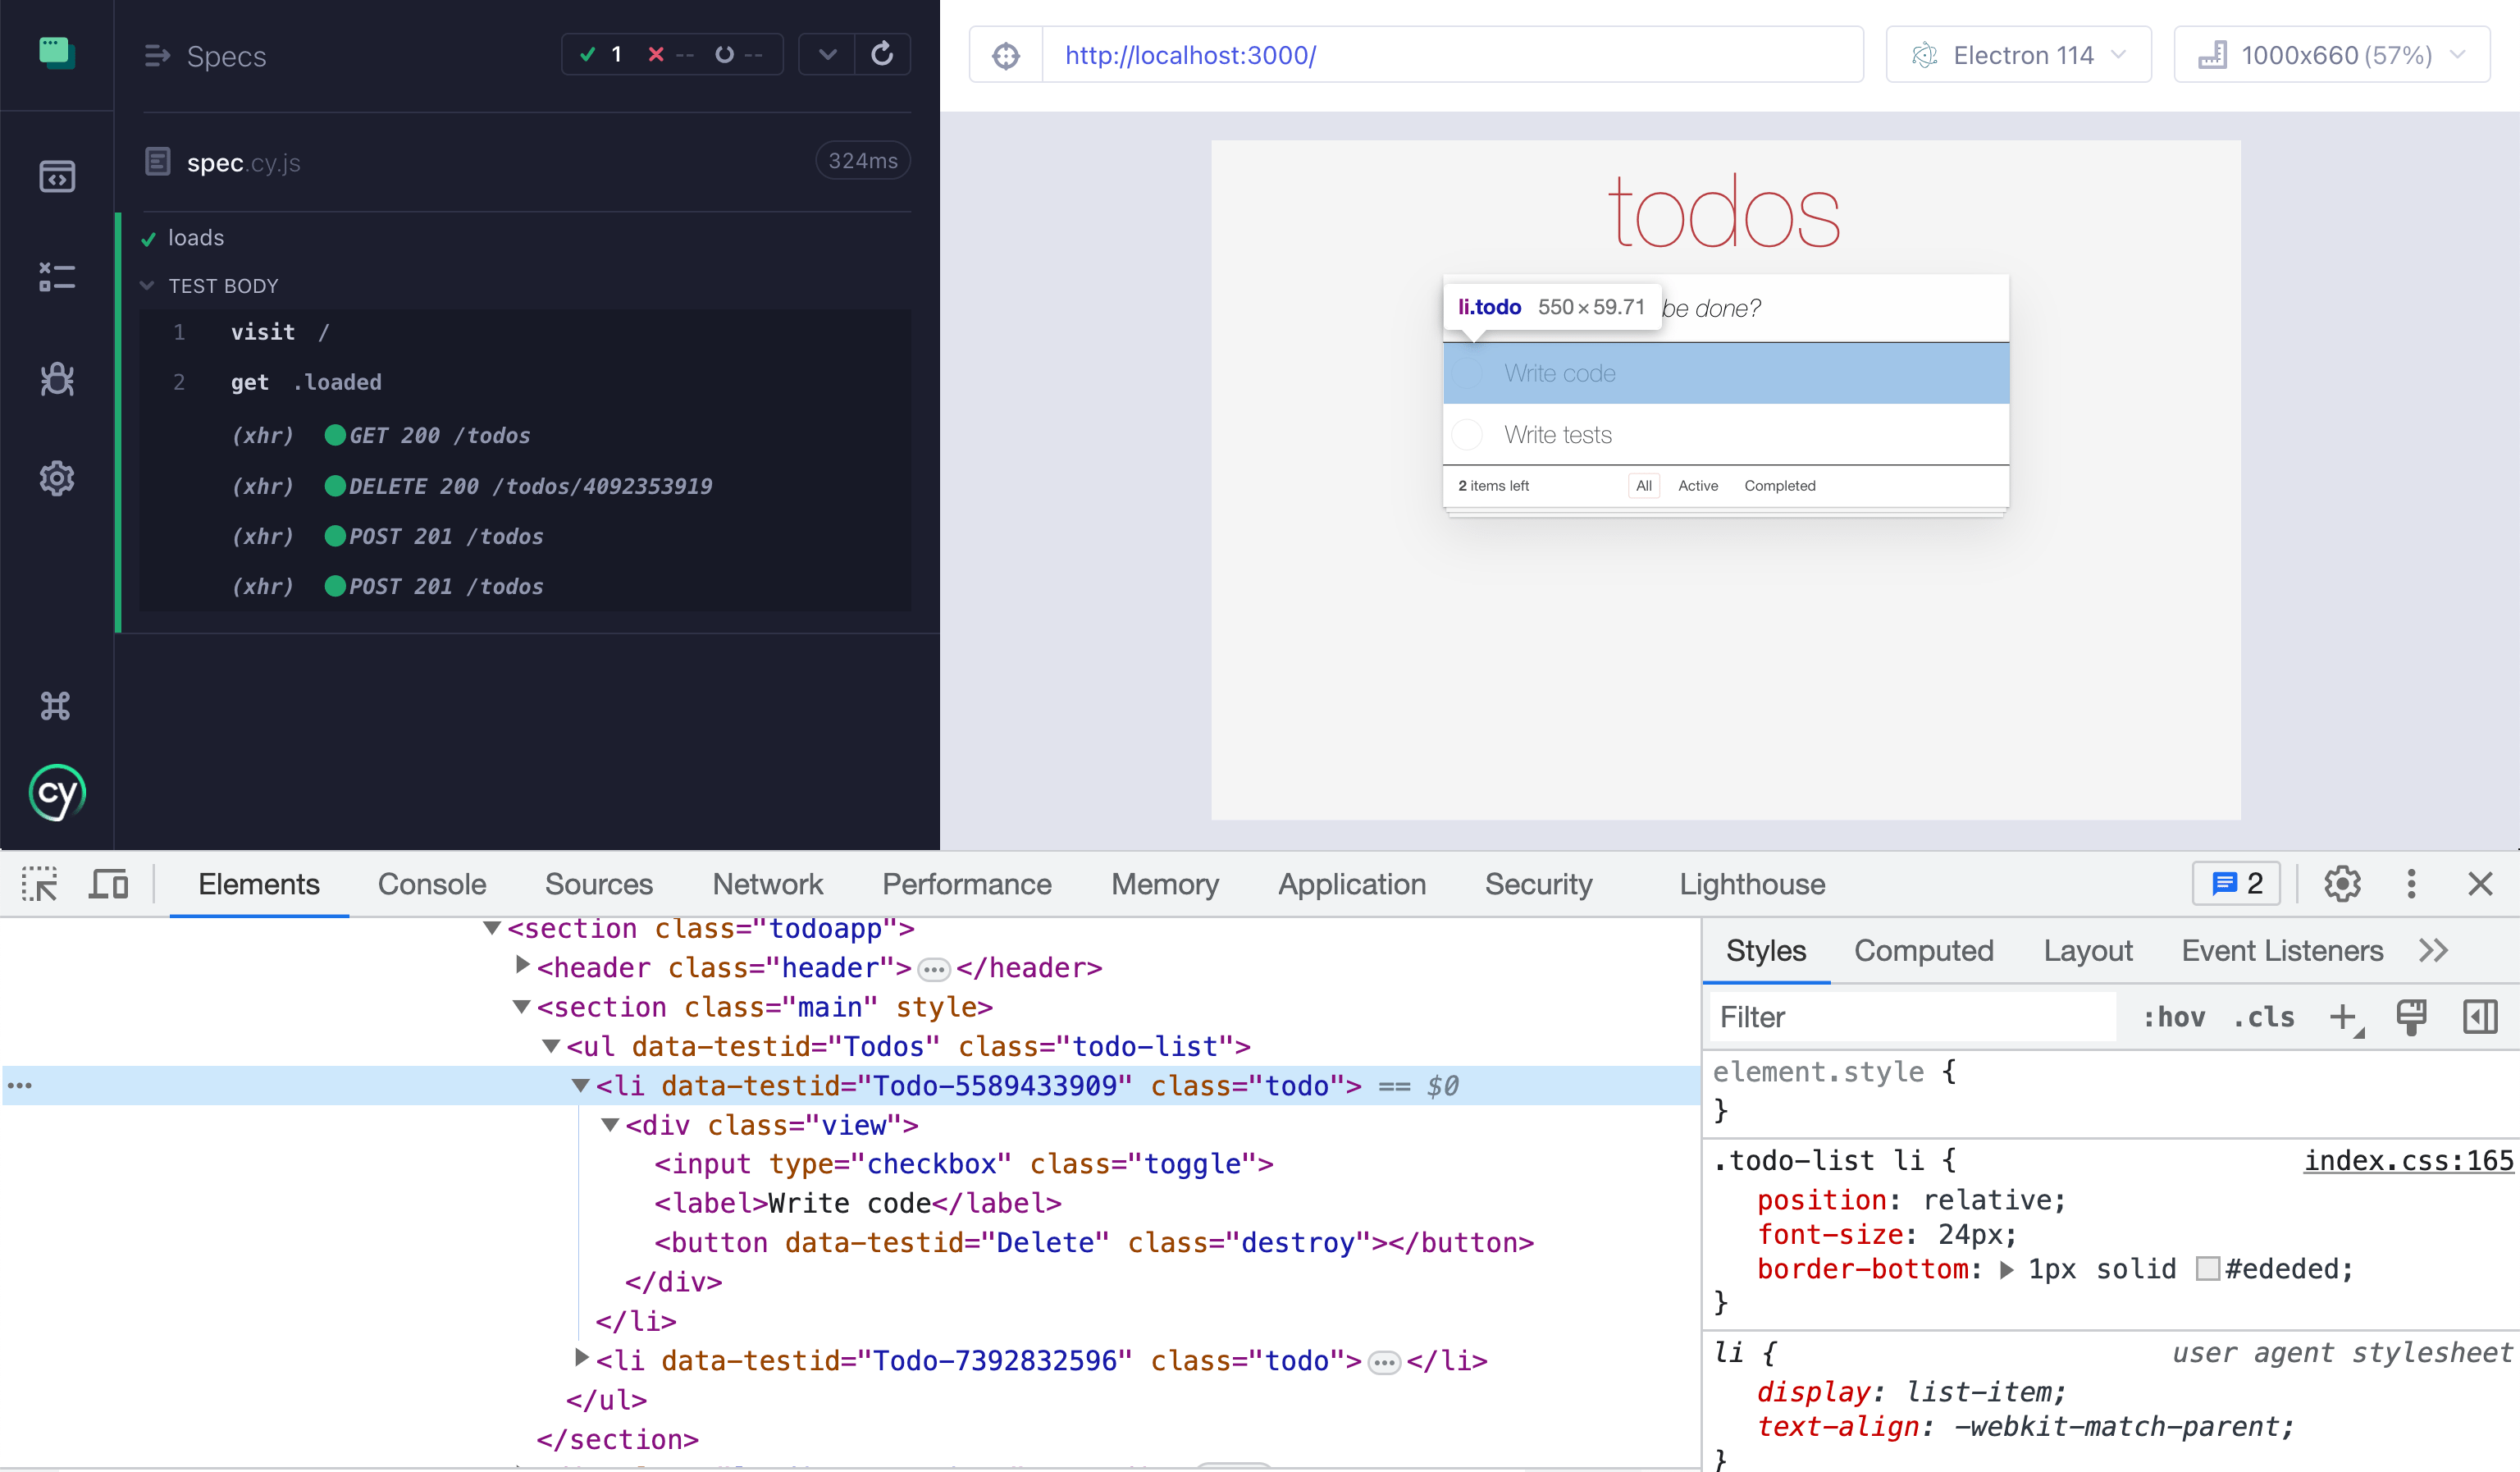 Specs
1 -- --
spec.cy.js
324ms
loads
TEST BODY
1 visit /
2 get .loaded
(xhr) GET 200 /todos
(xhr) DELETE 200 /todos/4092353919
(xhr) POST 201 /todos
(xhr) POST 201 /todos
cy
http://localhost:3000/
Electron 114
1000x660 (57%)
todos
li.todo 550×59.71
be done?
Write code
Write tests
2 items left All Active Completed
Elements Console Sources Network Performance Memory Application Security Lighthouse 2
<section class="todoapp">
<header class="header"> ••• </header>
<section class="main" style>
<ul data-testid="Todos" class="todo-list">
<li data-testid="Todo-5589433909" class="todo"> == $0
<div class="view">
<input type="checkbox" class="toggle">
<label>Write code</label>
<button data-testid="Delete" class="destroy"></button>
</div>
</li>
<li data-testid="Todo-7392832596" class="todo"> ••• </li>
</ul>
</section>
Styles Computed Layout Event Listeners
Filter :hov .cls
element.style {
}
.todo-list li { index.css:165
position: relative;
font-size: 24px;
border-bottom: 1px solid #ededed;
}
li { user agent stylesheet
display: list-item;
text-align: -webkit-match-parent;
}